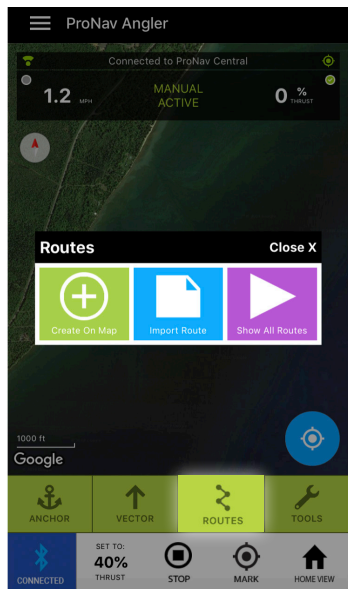 ProNav Angler
Connected to ProNav Central
1.2 MPH
MANUAL
ACTIVE
0 % THRUST
Routes
Close X
Create On Map
Import Route
Show All Routes
1000 ft
Google
ANCHOR
VECTOR
ROUTES
TOOLS
CONNECTED
SET TO:
40%
THRUST
STOP
MARK
HOME VIEW